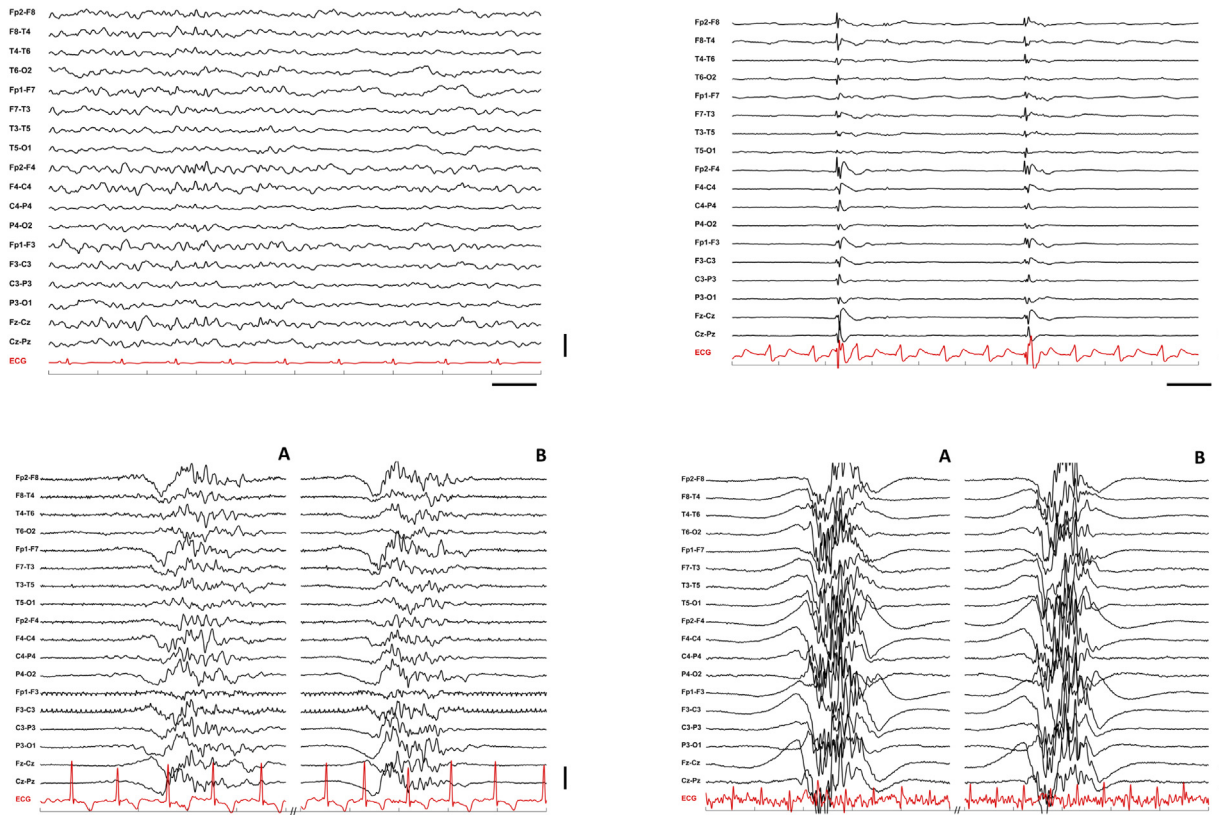 Fp2-F8
F8-T4
T4-T6
T6-O2
Fp1-F7
F7-T3
T3-T5
T5-O1
Fp2-F4
F4-C4
C4-P4
P4-O2
Fp1-F3
F3-C3
C3-P3
P3-O1
Fz-Cz
Cz-Pz
ECG
Fp2-F8
F8-T4
T4-T6
T6-O2
Fp1-F7
F7-T3
T3-T5
T5-O1
Fp2-F4
F4-C4
C4-P4
P4-O2
Fp1-F3
F3-C3
C3-P3
P3-O1
Fz-Cz
Cz-Pz
ECG
A B
Fp2-F8
F8-T4
T4-T6
T6-O2
Fp1-F7
F7-T3
T3-T5
T5-O1
Fp2-F4
F4-C4
C4-P4
P4-O2
Fp1-F3
F3-C3
C3-P3
P3-O1
Fz-Cz
Cz-Pz
ECG
//
A B
Fp2-F8
F8-T4
T4-T6
T6-O2
Fp1-F7
F7-T3
T3-T5
T5-O1
Fp2-F4
F4-C4
C4-P4
P4-O2
Fp1-F3
F3-C3
C3-P3
P3-O1
Fz-Cz
Cz-Pz
ECG
//